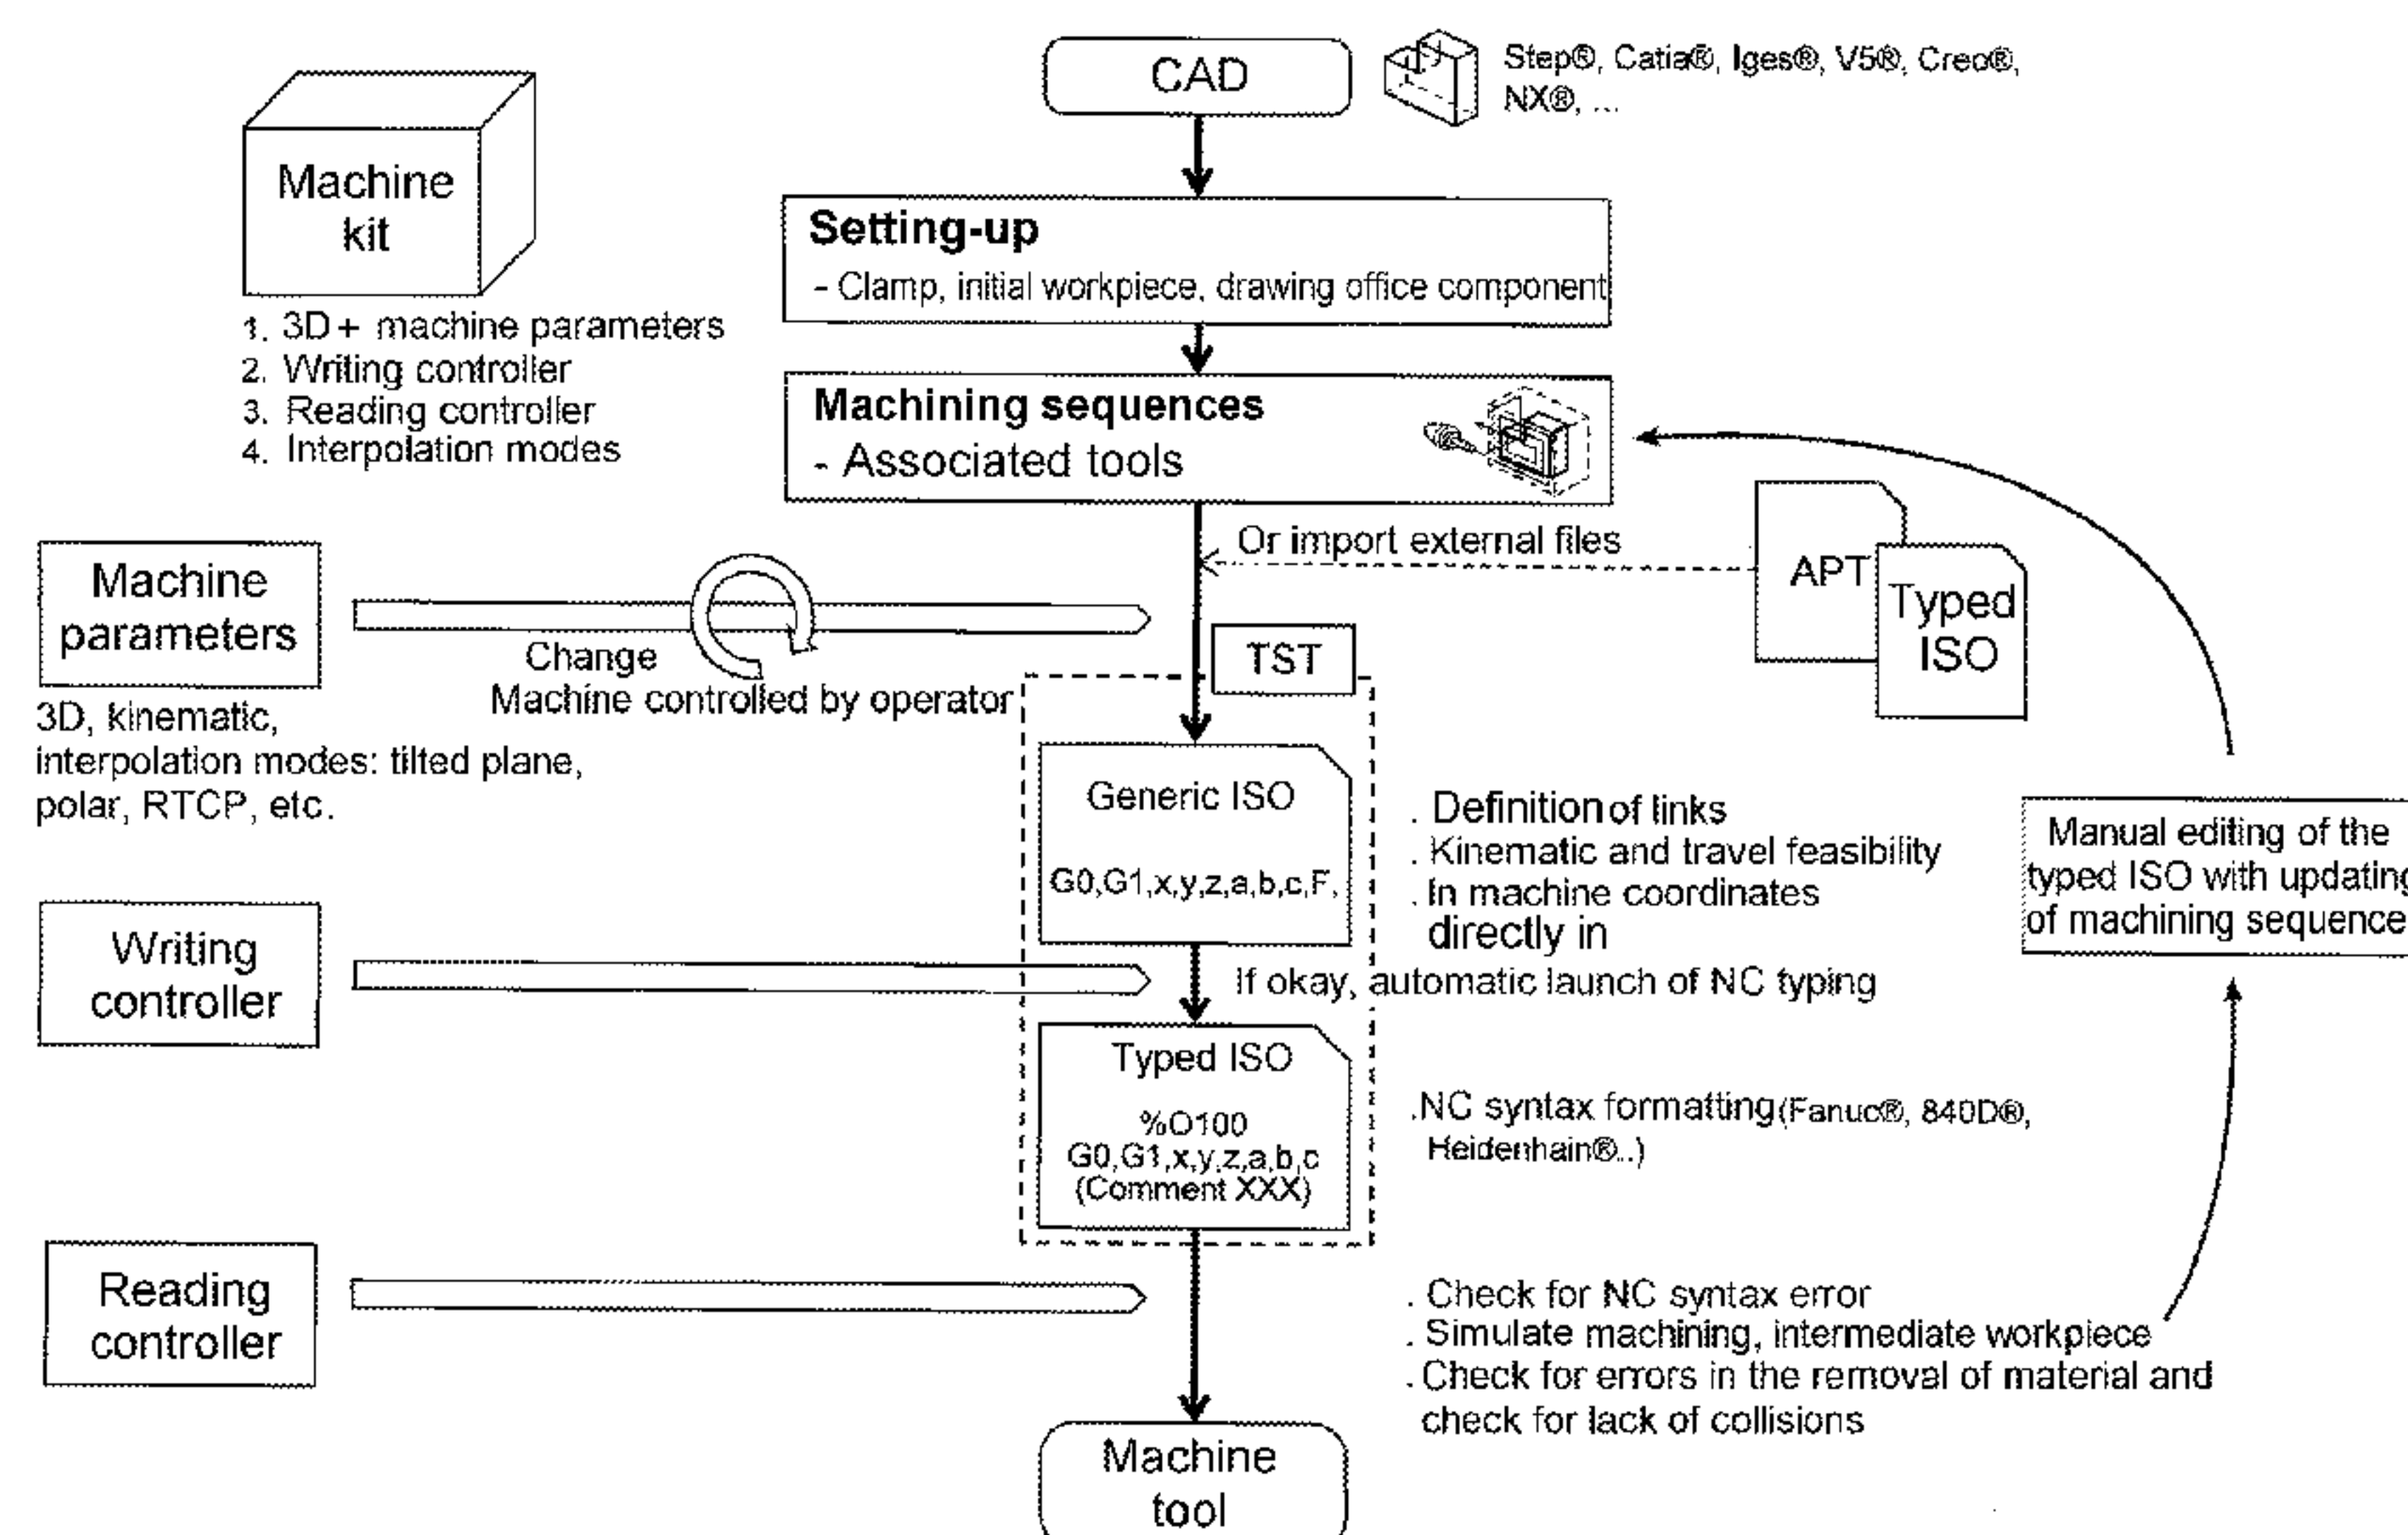 CAD
Step®, Catia®, Iges®, V5®, Creo®,
NX®, ...
Machine
kit
1. 3D+ machine parameters
2. Writing controller
3. Reading controller
4. Interpolation modes
Setting-up
- Clamp, initial workpiece, drawing office component
Machining sequences
- Associated tools
Or import external files
APT
Typed
ISO
Machine
parameters
Change
Machine controlled by operator
3D, kinematic,
interpolation modes: tilted plane,
polar, RTCP, etc.
TST
Generic ISO
G0,G1,x,y,z,a,b,c,F,
. Definition of links
. Kinematic and travel feasibility
. In machine coordinates
directly in
Manual editing of the
typed ISO with updating
of machining sequence
Writing
controller
If okay, automatic launch of NC typing
Typed ISO
%O100
G0,G1,x,y,z,a,b,c
(Comment XXX)
.NC syntax formatting(Fanuc®, 840D®,
Heidenhain®..)
Reading
controller
. Check for NC syntax error
. Simulate machining, intermediate workpiece
. Check for errors in the removal of material and
check for lack of collisions
Machine
tool